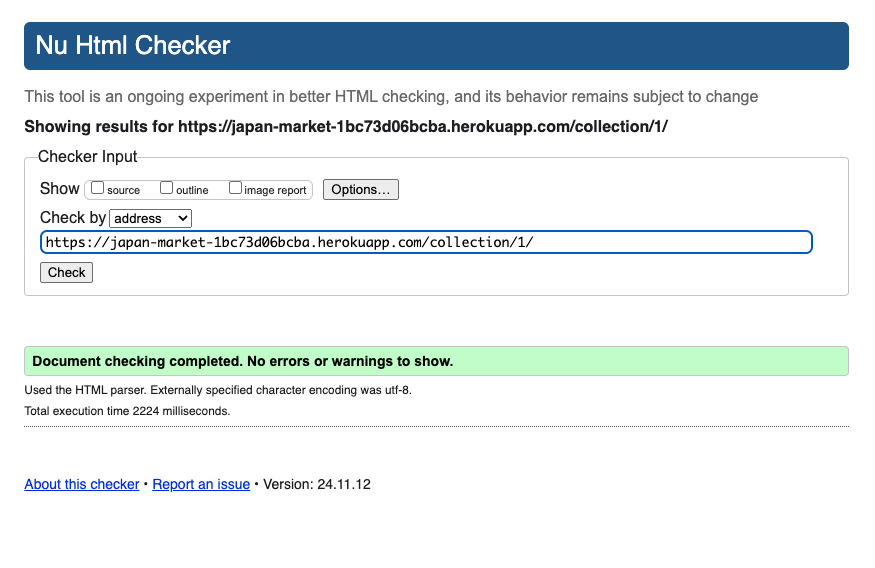 Nu Html Checker
This tool is an ongoing experiment in better HTML checking, and its behavior remains subject to change
Showing results for https://japan-market-1bc73d06bcba.herokuapp.com/collection/1/
Checker Input
Show source outline image report Options...
Check by address
https://japan-market-1bc73d06bcba.herokuapp.com/collection/1/
Check
Document checking completed. No errors or warnings to show.
Used the HTML parser. Externally specified character encoding was utf-8.
Total execution time 2224 milliseconds.
About this checker • Report an issue • Version: 24.11.12